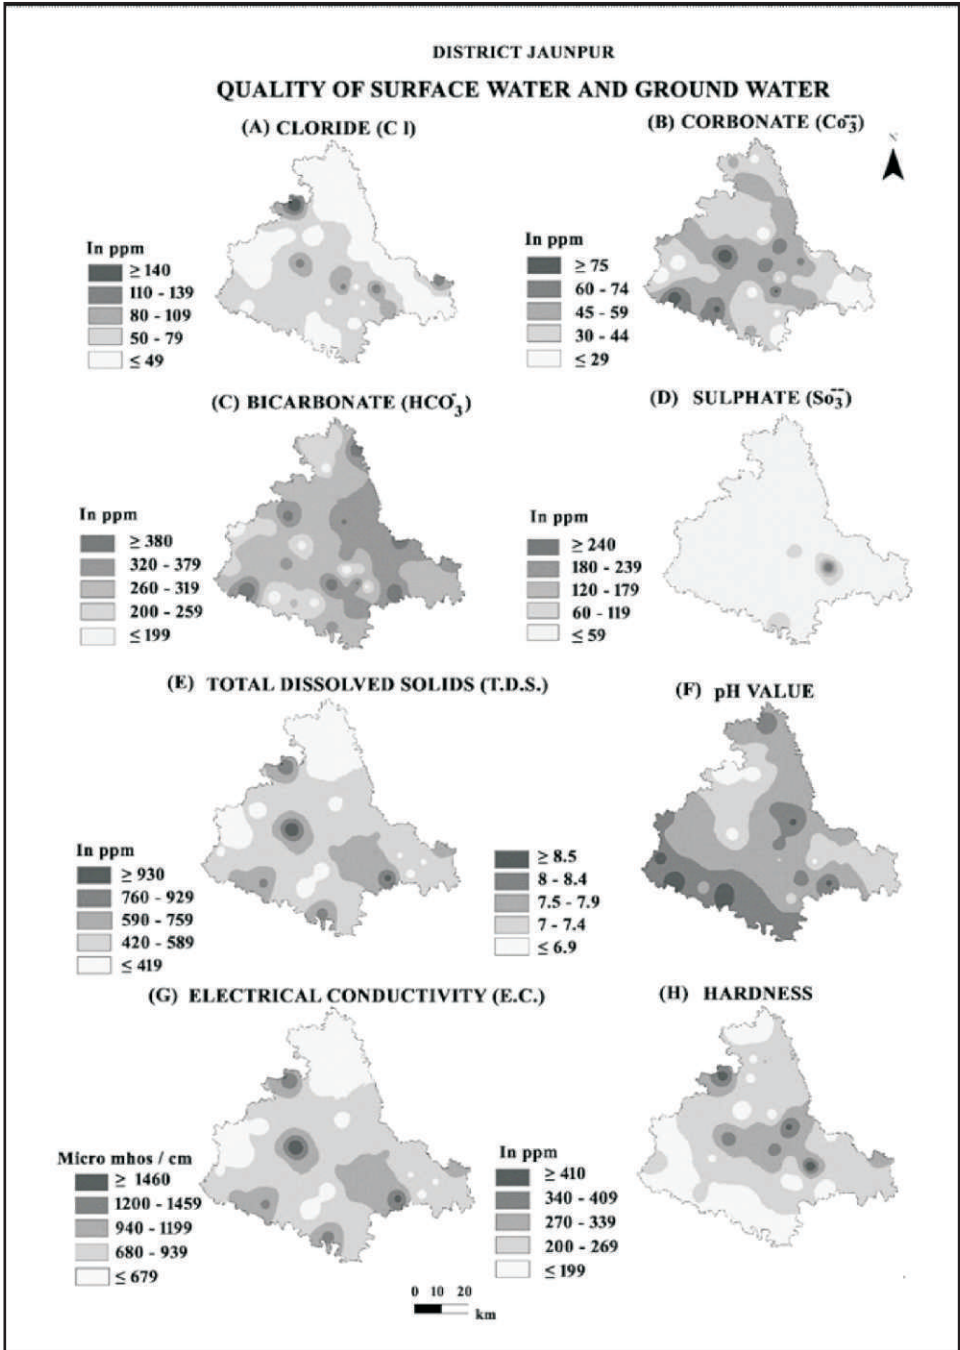 DISTRICT JAUNPUR
QUALITY OF SURFACE WATER AND GROUND WATER
(A) CLORIDE (C l)
In ppm
≥ 140
110 - 139
80 - 109
50 - 79
≤ 49
(B) CORBONATE (Co₃⁻⁻)
N
In ppm
≥ 75
60 - 74
45 - 59
30 - 44
≤ 29
(C) BICARBONATE (HCO₃⁻)
In ppm
≥ 380
320 - 379
260 - 319
200 - 259
≤ 199
(D) SULPHATE (So₃⁻⁻)
In ppm
≥ 240
180 - 239
120 - 179
60 - 119
≤ 59
(E) TOTAL DISSOLVED SOLIDS (T.D.S.)
In ppm
≥ 930
760 - 929
590 - 759
420 - 589
≤ 419
(F) pH VALUE
≥ 8.5
8 - 8.4
7.5 - 7.9
7 - 7.4
≤ 6.9
(G) ELECTRICAL CONDUCTIVITY (E.C.)
Micro mhos / cm
≥ 1460
1200 - 1459
940 - 1199
680 - 939
≤ 679
(H) HARDNESS
In ppm
≥ 410
340 - 409
270 - 339
200 - 269
≤ 199
0 10 20
km